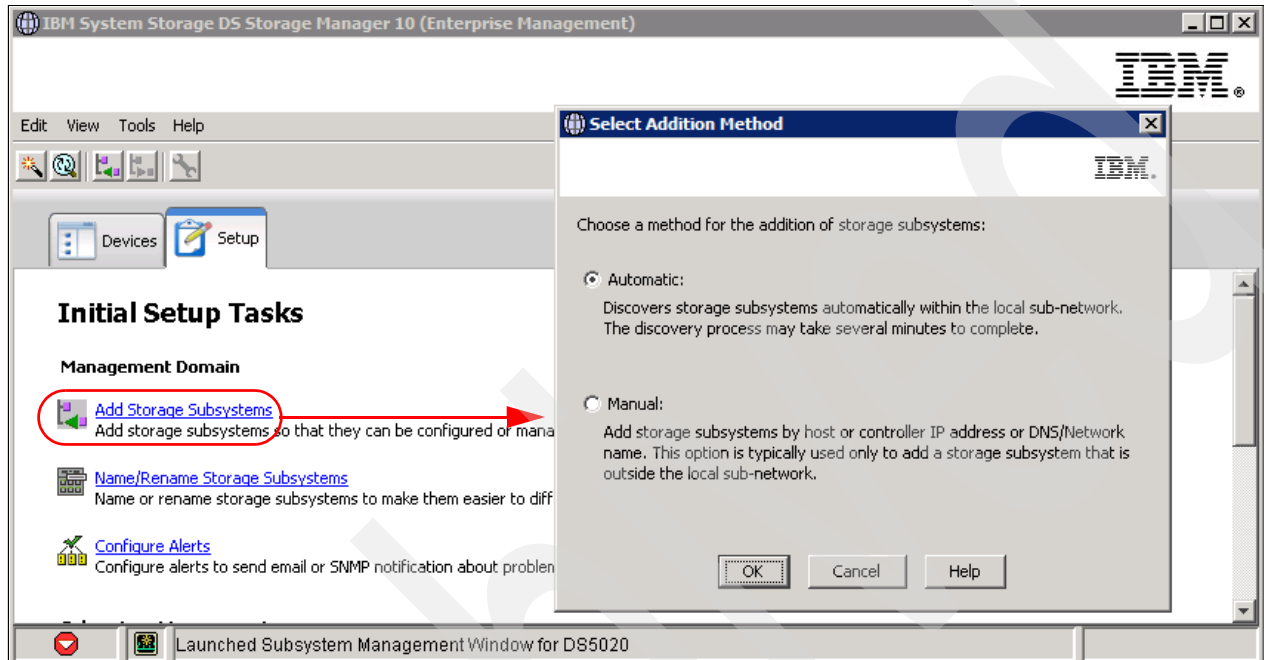 IBM System Storage DS Storage Manager 10 (Enterprise Management)
IBM®
Edit View Tools Help
Devices
Setup
Initial Setup Tasks
Management Domain
Add Storage Subsystems
Add storage subsystems so that they can be configured or mana
Name/Rename Storage Subsystems
Name or rename storage subsystems to make them easier to diff
Configure Alerts
Configure alerts to send email or SNMP notification about problem
Launched Subsystem Management Window for DS5020
Select Addition Method
IBM.
Choose a method for the addition of storage subsystems:
Automatic:
Discovers storage subsystems automatically within the local sub-network.
The discovery process may take several minutes to complete.
Manual:
Add storage subsystems by host or controller IP address or DNS/Network
name. This option is typically used only to add a storage subsystem that is
outside the local sub-network.
OK Cancel Help